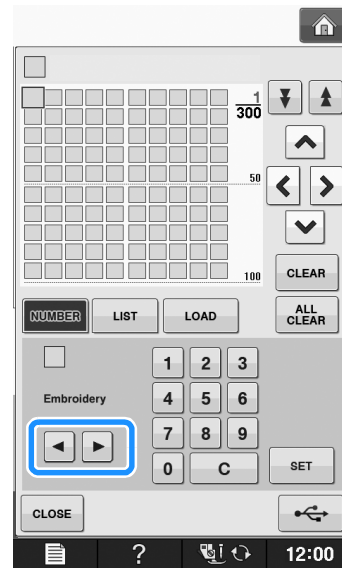 1
300
50
100
CLEAR
NUMBER LIST LOAD ALL CLEAR
1 2 3
Embroidery 4 5 6
7 8 9
0 C SET
CLOSE
? 12:00